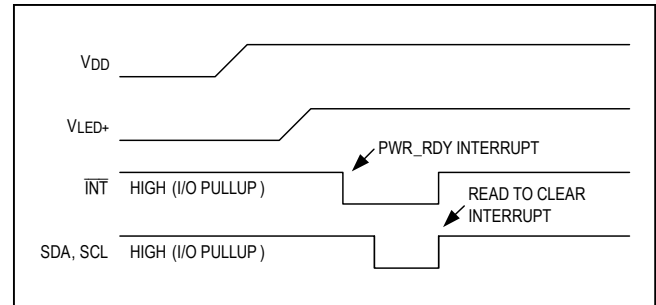 VDD
VLED+
PWR_RDY INTERRUPT
INT HIGH (I/O PULLUP )
READ TO CLEAR
INTERRUPT
SDA, SCL HIGH (I/O PULLUP )